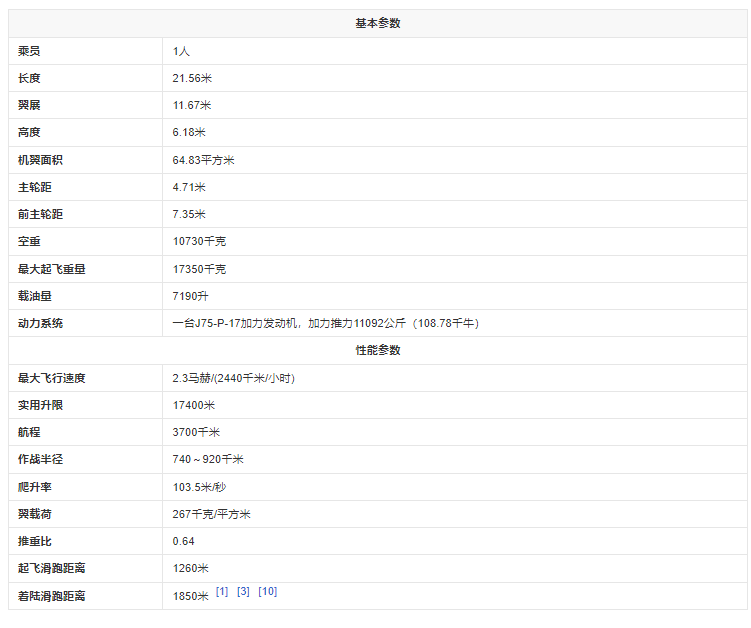 基本参数
乘员 1人
长度 21.56米
翼展 11.67米
高度 6.18米
机翼面积 64.83平方米
主轮距 4.71米
前主轮距 7.35米
空重 10730千克
最大起飞重量 17350千克
载油量 7190升
动力系统 一台J75-P-17加力发动机，加力推力11092公斤（108.78千牛）
性能参数
最大飞行速度 2.3马赫/(2440千米/小时)
实用升限 17400米
航程 3700千米
作战半径 740～920千米
爬升率 103.5米/秒
翼载荷 267千克/平方米
推重比 0.64
起飞滑跑距离 1260米
着陆滑跑距离 1850米 [1] [3] [10]